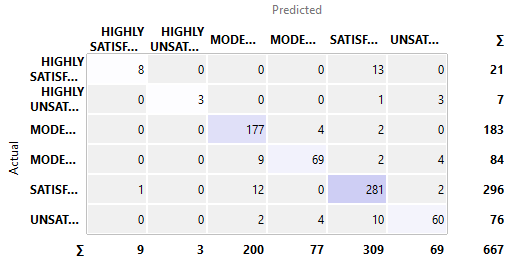 Predicted
HIGHLY SATISF... HIGHLY UNSAT... MODE... MODE... SATISF... UNSAT... Σ
HIGHLY SATISF... 8 0 0 0 13 0 21
HIGHLY UNSAT... 0 3 0 0 1 3 7
MODE... 0 0 177 4 2 0 183
Actual
MODE... 0 0 9 69 2 4 84
SATISF... 1 0 12 0 281 2 296
UNSAT... 0 0 2 4 10 60 76
Σ 9 3 200 77 309 69 667